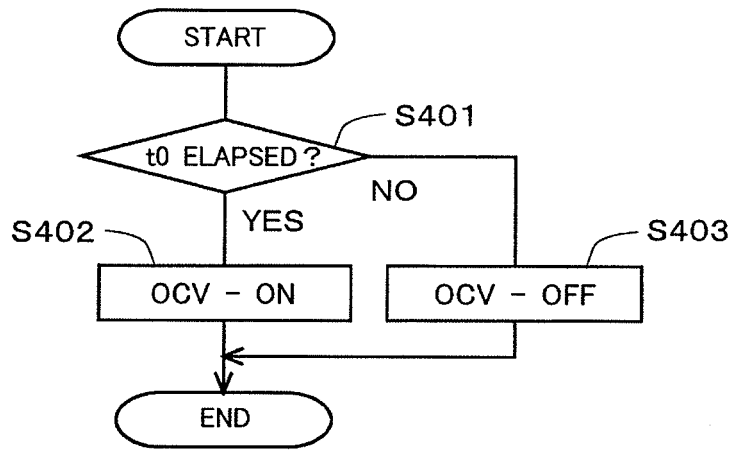 START
S401
t0 ELAPSED?
NO
YES
S402
S403
OCV - ON
OCV - OFF
END